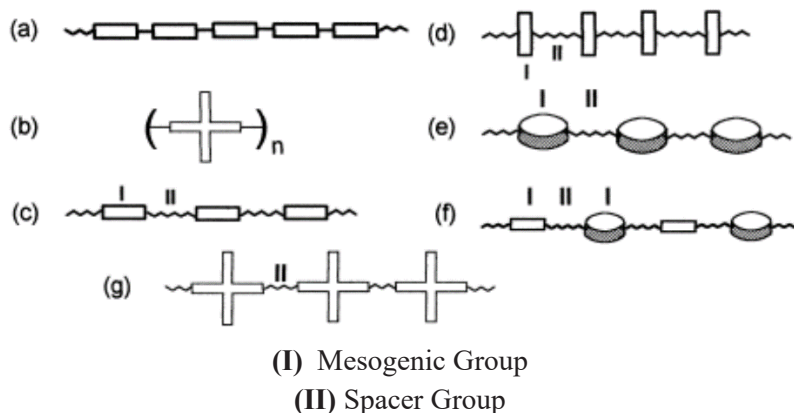 (a)
(d)
II
I
(b)
n
I II
(e)
I II
(c)
I II I
(f)
II
(g)
(I) Mesogenic Group
(II) Spacer Group